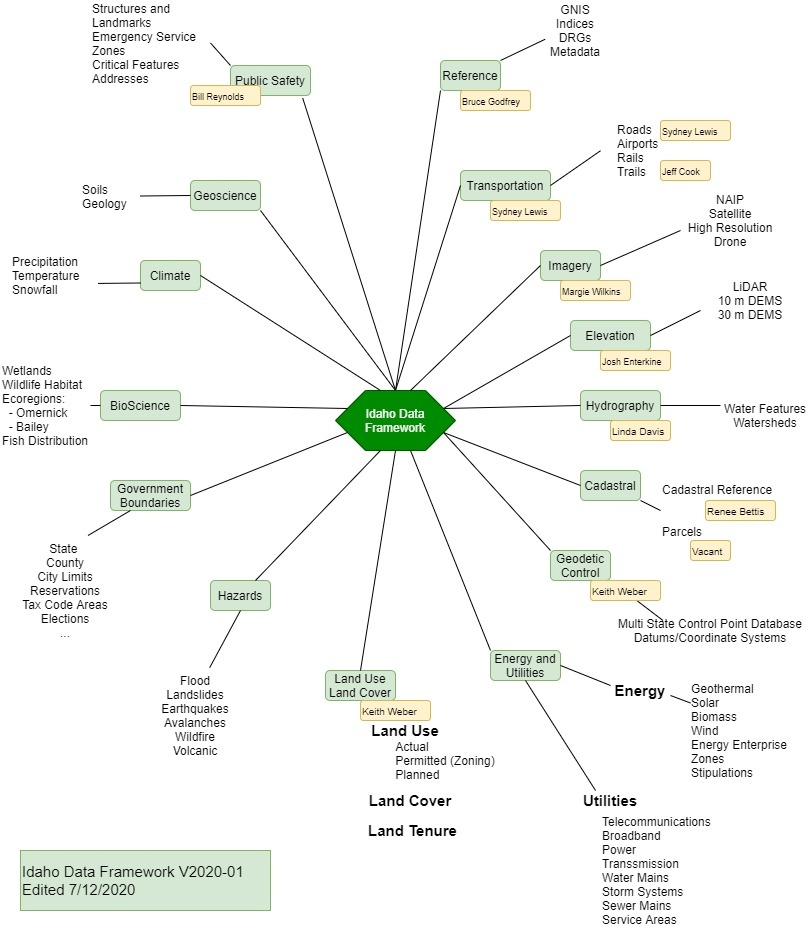 Structures and
Landmarks
Emergency Service
Zones
Critical Features
Addresses
Public Safety
Bill Reynolds
GNIS
Indices
DRGs
Metadata
Reference
Bruce Godfrey
Roads
Sydney Lewis
Airports
Rails
Trails
Jeff Cook
Transportation
Sydney Lewis
Soils
Geology
Geoscience
NAIP
Satellite
High Resolution
Drone
Imagery
Margie Wilkins
Precipitation
Temperature
Snowfall
Climate
LiDAR
10 m DEMS
30 m DEMS
Elevation
Josh Enterkine
Wetlands
Wildlife Habitat
Ecoregions:
- Omernick
- Bailey
Fish Distribution
BioScience
Idaho Data
Framework
Hydrography
Linda Davis
Water Features
Watersheds
Government
Boundaries
State
County
City Limits
Reservations
Tax Code Areas
Elections
...
Cadastral
Cadastral Reference
Renee Bettis
Parcels
Vacant
Geodetic
Control
Keith Weber
Multi State Control Point Database
Datums/Coordinate Systems
Hazards
Flood
Landslides
Earthquakes
Avalanches
Wildfire
Volcanic
Land Use
Land Cover
Keith Weber
Land Use
Actual
Permitted (Zoning)
Planned
Land Cover
Land Tenure
Energy and
Utilities
Energy
Geothermal
Solar
Biomass
Wind
Energy Enterprise
Zones
Stipulations
Utilities
Telecommunications
Broadband
Power
Transsmission
Water Mains
Storm Systems
Sewer Mains
Service Areas
Idaho Data Framework V2020-01
Edited 7/12/2020